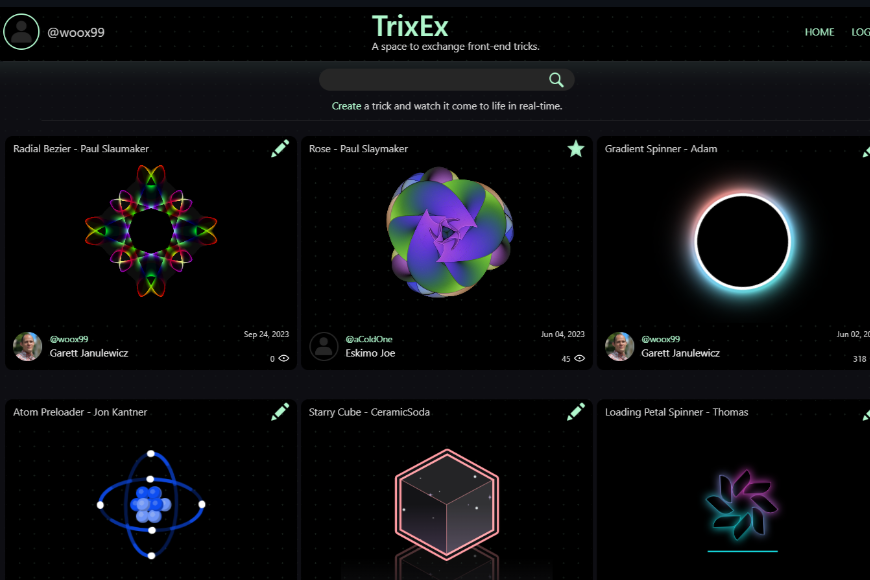 @woox99
TrixEx
A space to exchange front-end tricks.
HOME
LOG
Create a trick and watch it come to life in real-time.
Radial Bezier - Paul Slaumaker
Rose - Paul Slaymaker
Gradient Spinner - Adam
@woox99
Garett Janulewicz
Sep 24, 2023
0
@aColdOne
Eskimo Joe
Jun 04, 2023
45
@woox99
Garett Janulewicz
Jun 02, 20
318
Atom Preloader - Jon Kantner
Starry Cube - CeramicSoda
Loading Petal Spinner - Thomas